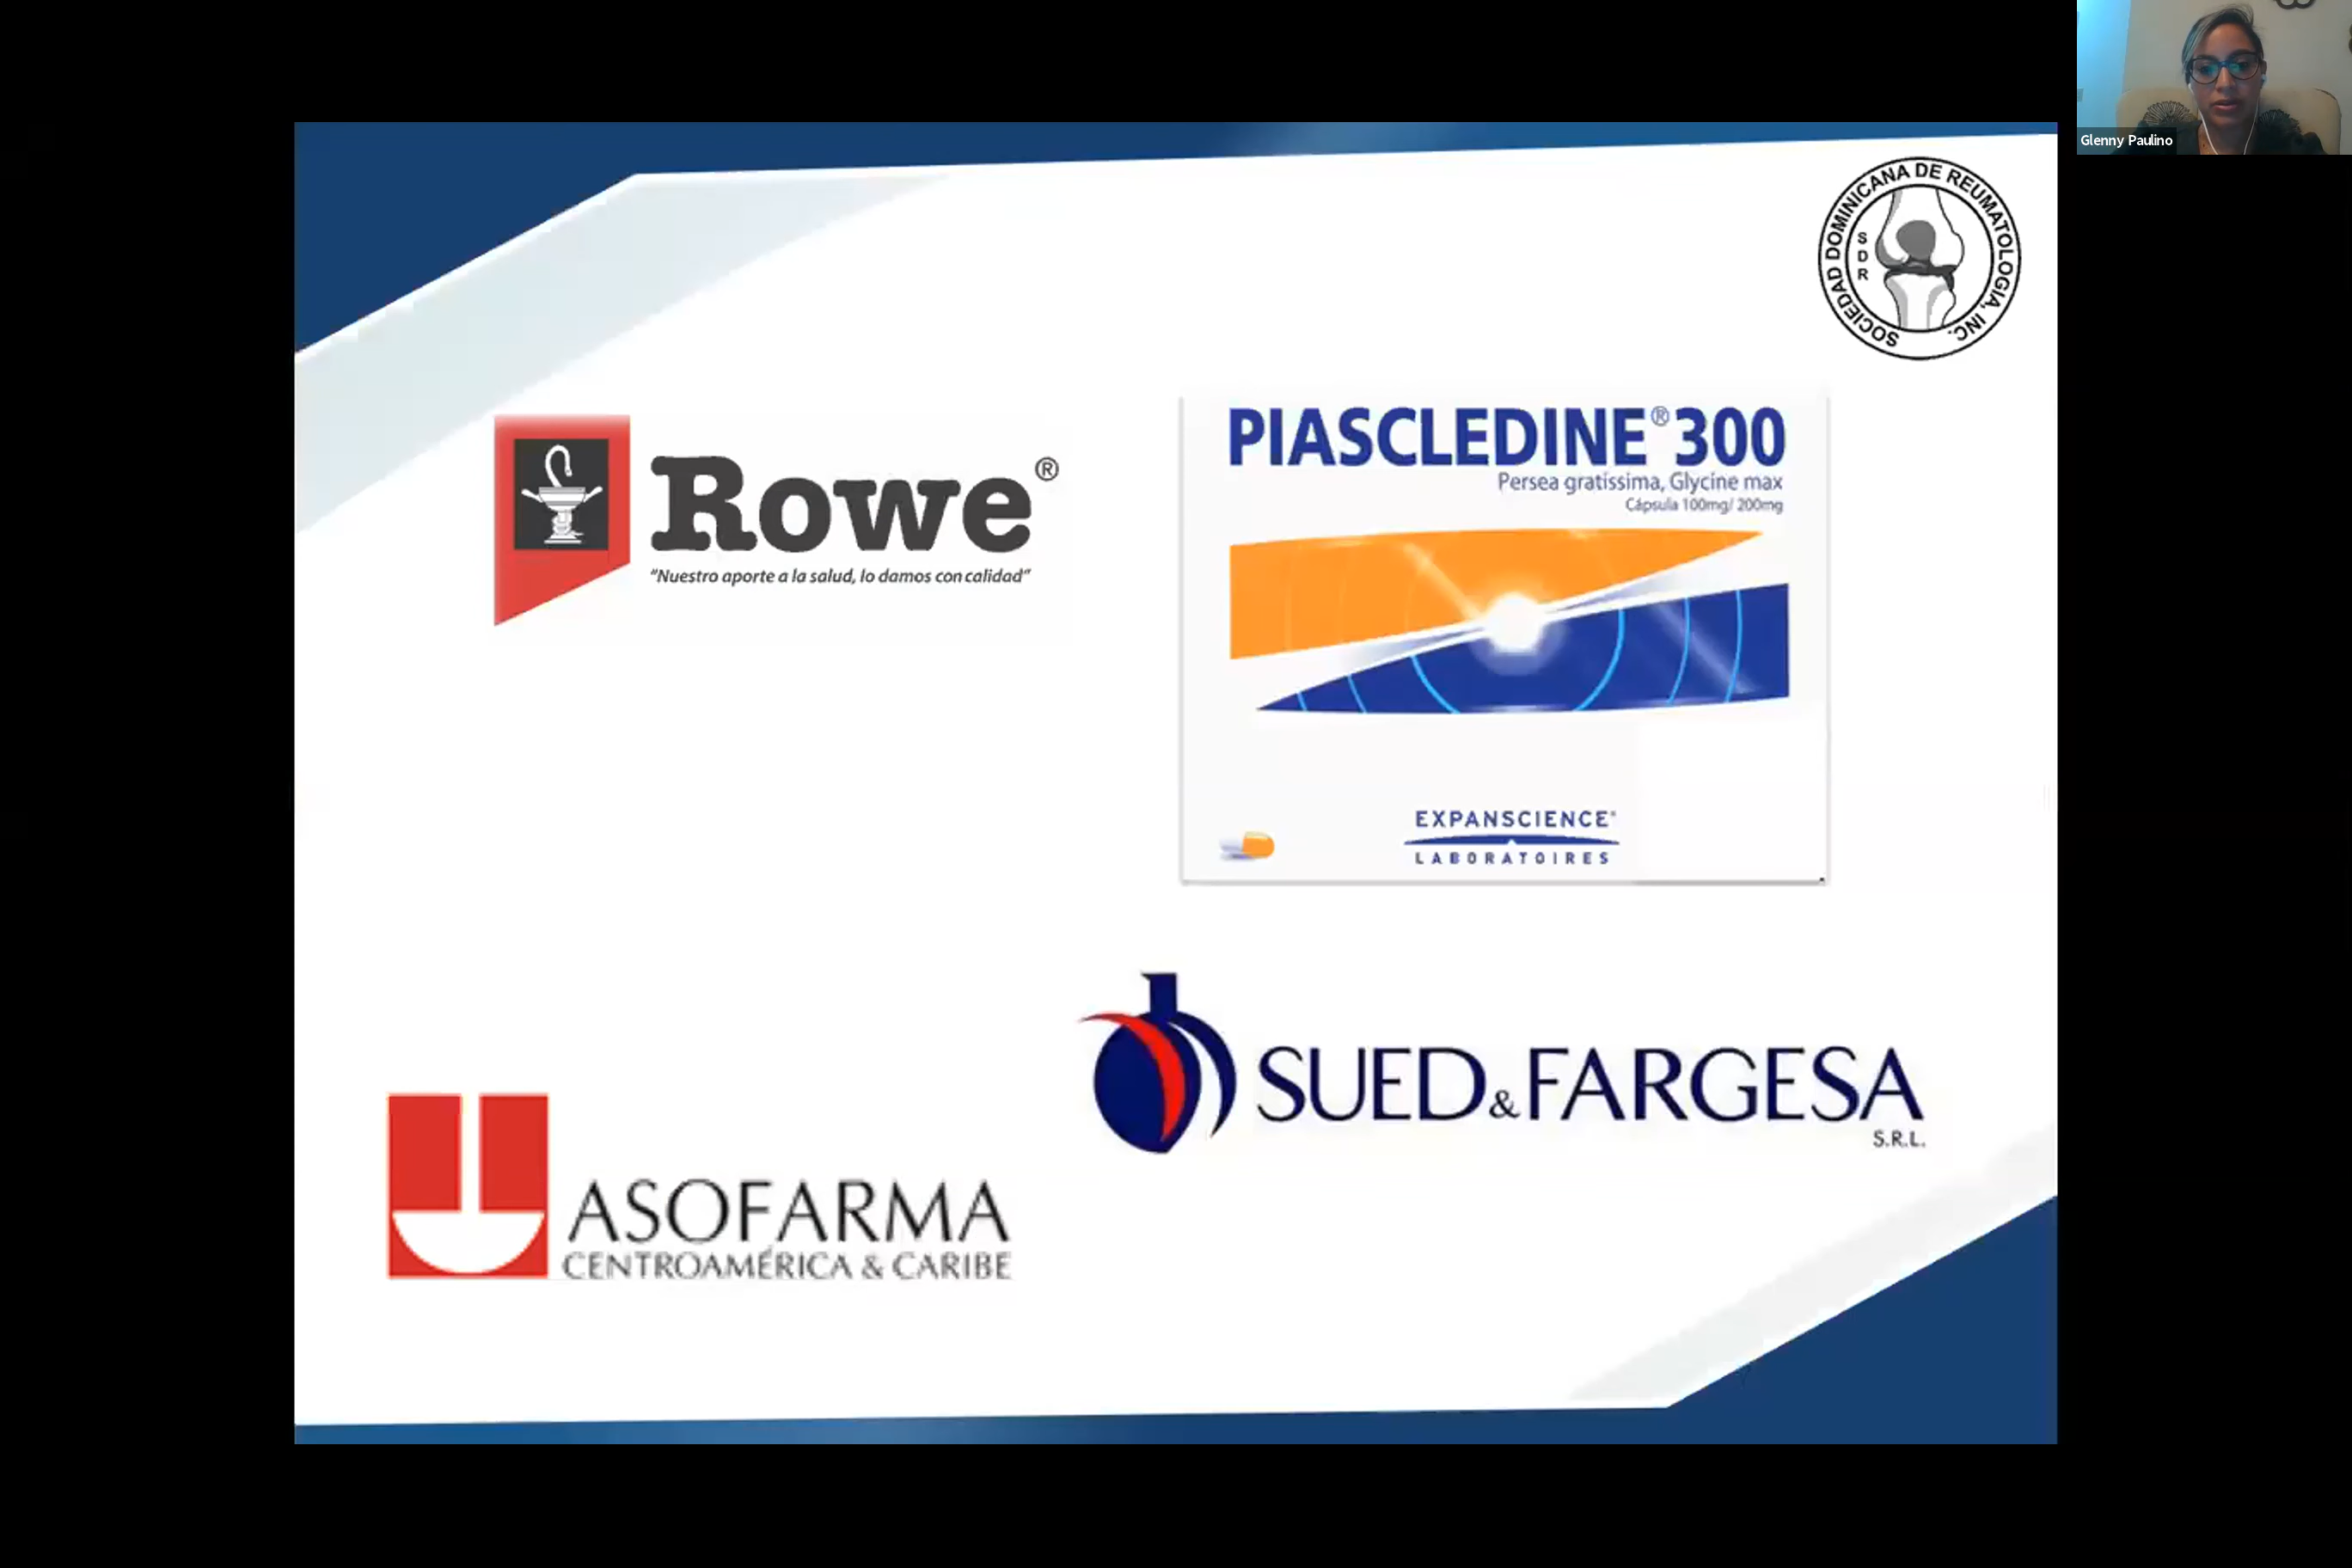 Glenny Paulino
SOCIEDAD DOMINICANA DE REUMATOLOGIA, INC.
S
D
R
Rowe®
"Nuestro aporte a la salud, lo damos con calidad"
PIASCLEDINE®300
Persea gratissima, Glycine max
Cápsula 100mg/ 200mg
EXPANSCIENCE®
LABORATOIRES
SUED&FARGESA
S.R.L.
ASOFARMA
CENTROAMÉRICA & CARIBE